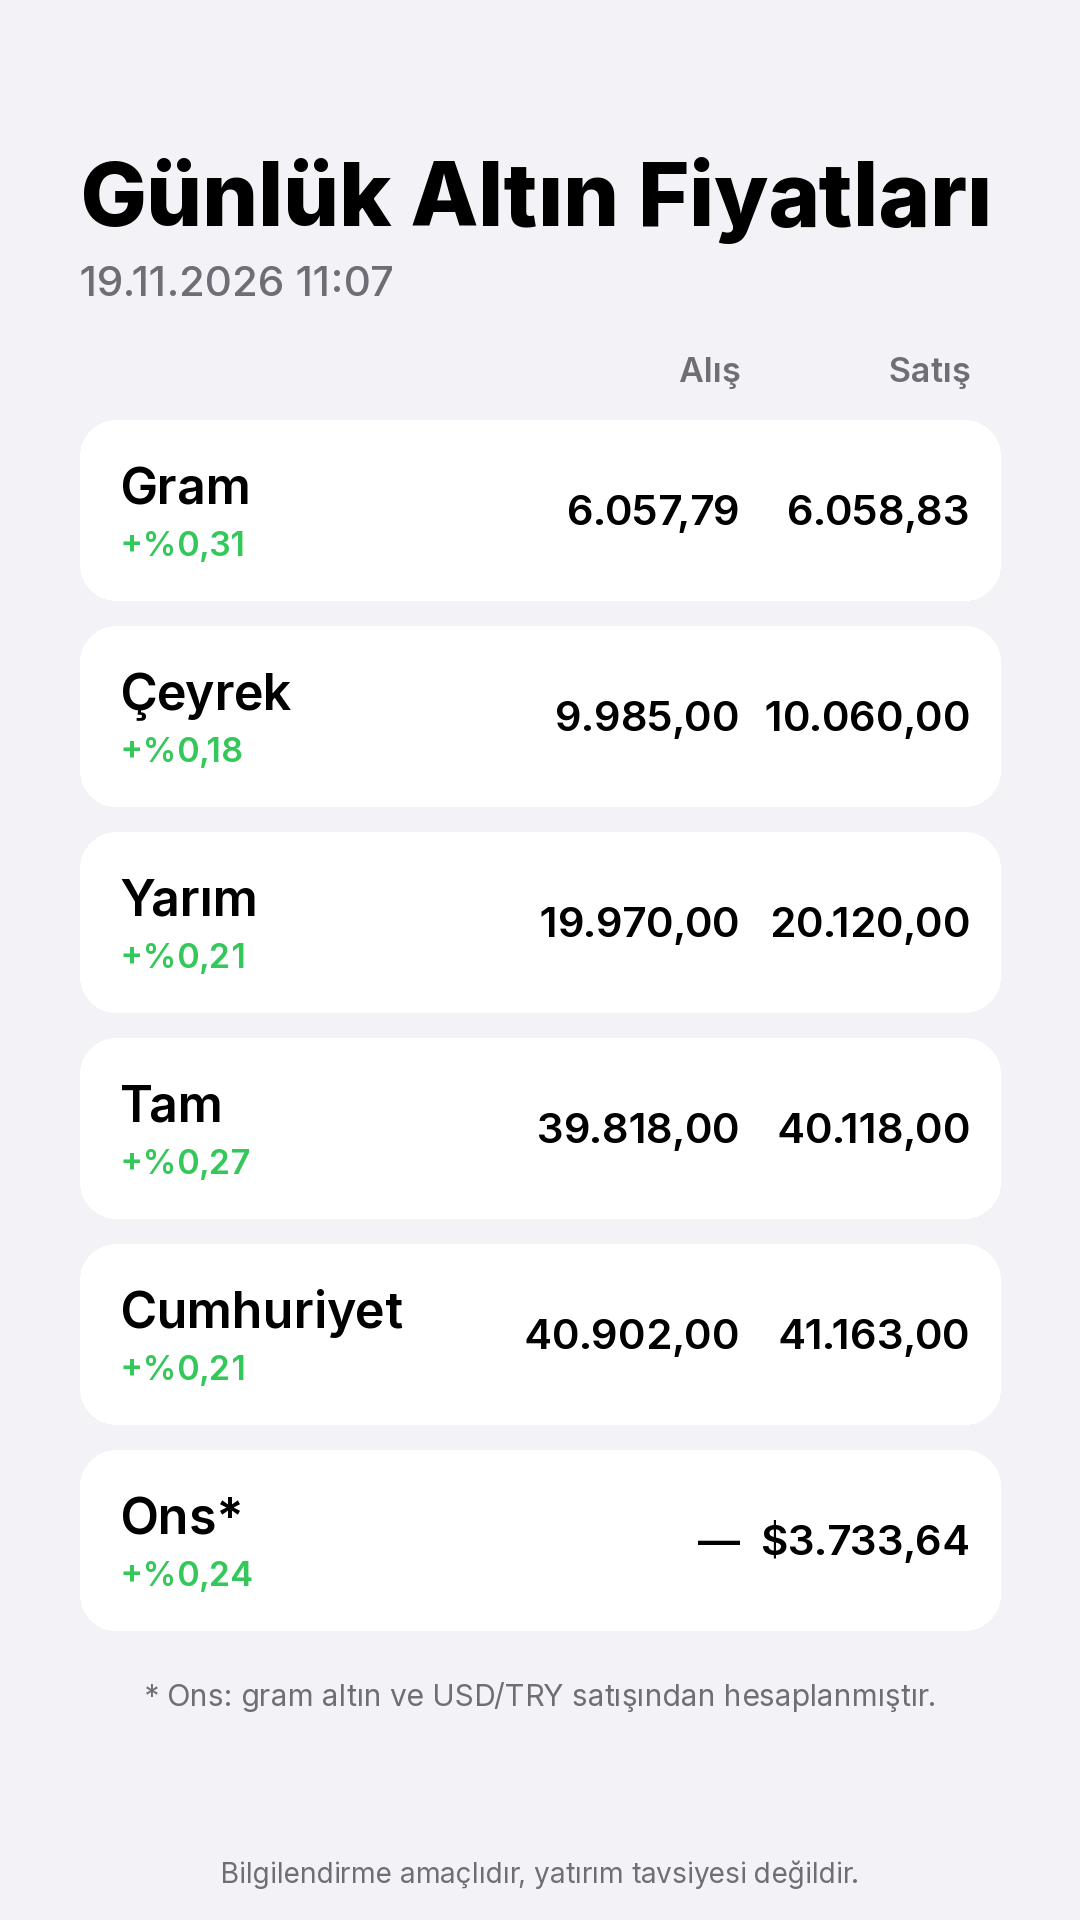 Günlük Altın Fiyatları
19.11.2026 11:07
Alış Satış
Gram
+%0,31
6.057,79 6.058,83
Çeyrek
+%0,18
9.985,00 10.060,00
Yarım
+%0,21
19.970,00 20.120,00
Tam
+%0,27
39.818,00 40.118,00
Cumhuriyet
+%0,21
40.902,00 41.163,00
Ons*
+%0,24
— $3.733,64
* Ons: gram altın ve USD/TRY satışından hesaplanmıştır.
Bilgilendirme amaçlıdır, yatırım tavsiyesi değildir.